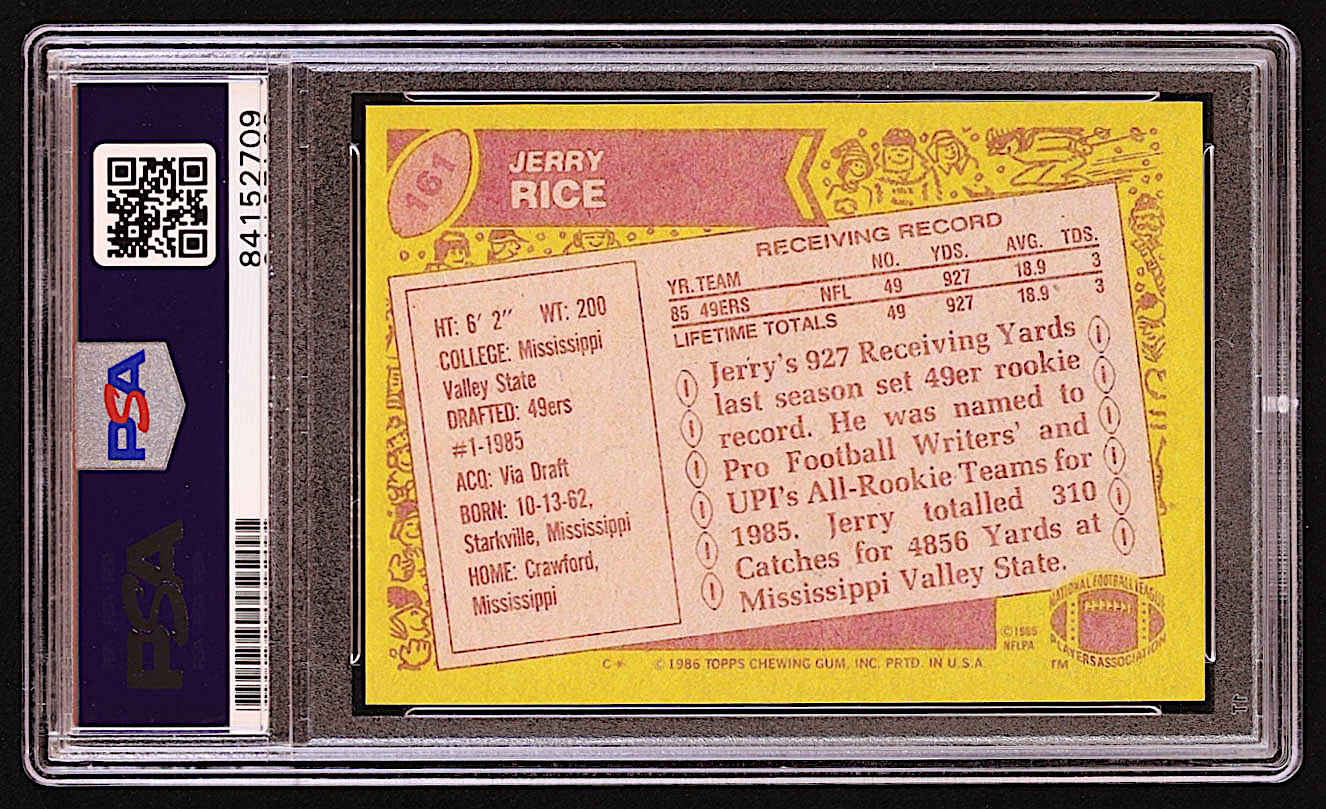 PSA
PSA
84152709
161
JERRY
RICE
HT: 6' 2" WT: 200
COLLEGE: Mississippi
Valley State
DRAFTED: 49ers
#1-1985
ACQ: Via Draft
BORN: 10-13-62,
Starkville, Mississippi
HOME: Crawford,
Mississippi
RECEIVING RECORD
YR. TEAM NO. YDS. AVG. TDS.
85 49ERS NFL 49 927 18.9 3
LIFETIME TOTALS 49 927 18.9 3
Jerry's 927 Receiving Yards
last season set 49er rookie
record. He was named to
Pro Football Writers' and
UPI's All-Rookie Teams for
1985. Jerry totalled 310
Catches for 4856 Yards at
Mississippi Valley State.
©1985
NFLPA
NATIONAL FOOTBALL LEAGUE
PLAYERS ASSOCIATION
TM
C* © 1986 TOPPS CHEWING GUM, INC. PRTD. IN U.S.A.